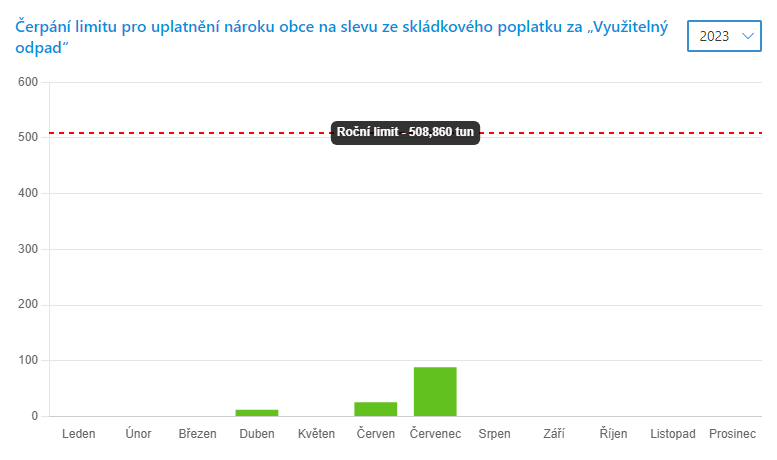 Čerpání limitu pro uplatnění nároku obce na slevu ze skládkového poplatku za „Využitelný
odpad“
2023
600
Roční limit - 508,860 tun
500
400
300
200
100
0
Leden Únor Březen Duben Květen Červen Červenec Srpen Září Říjen Listopad Prosinec